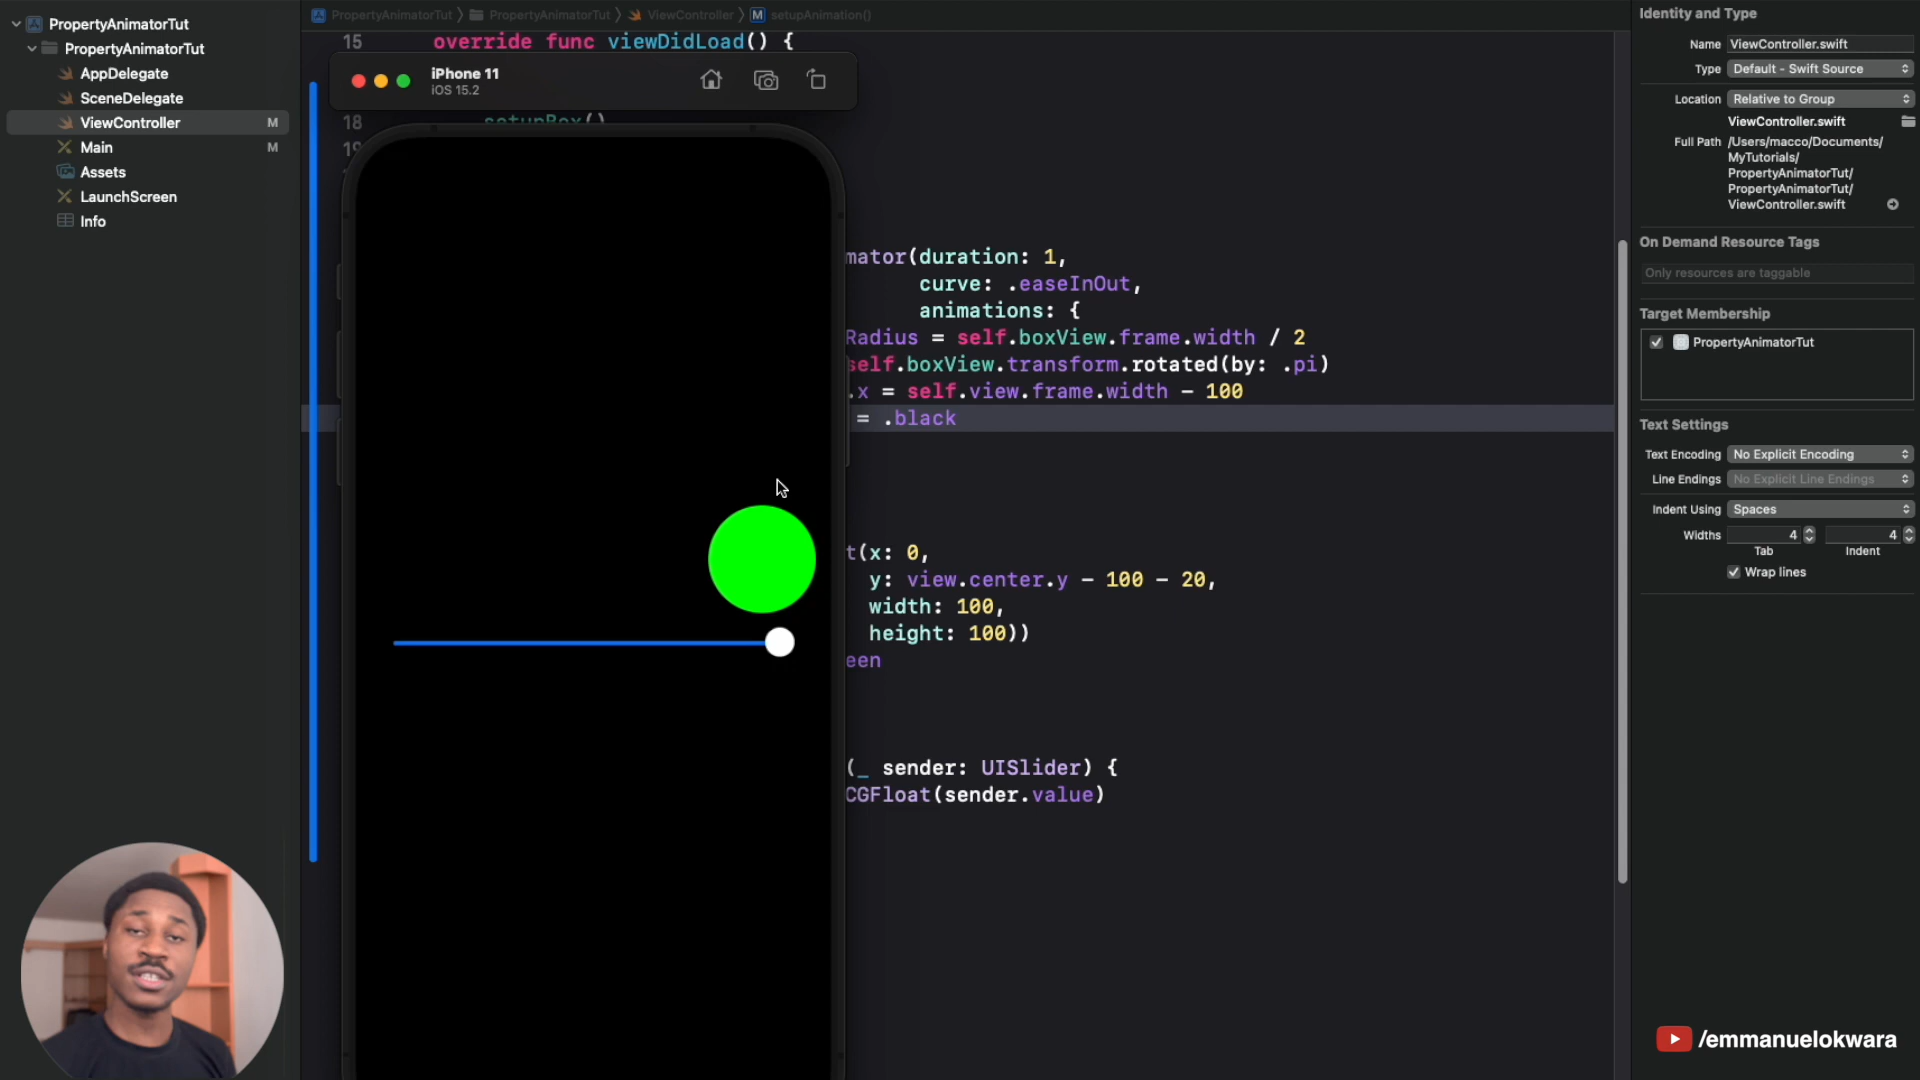 PropertyAnimatorTut
PropertyAnimatorTut
AppDelegate
SceneDelegate
ViewController M
Main M
Assets
LaunchScreen
Info
PropertyAnimatorTut
PropertyAnimatorTut
ViewController
M setupAnimation()
15 override func viewDidLoad() {
iPhone 11
iOS 15.2
18 setupBox()
19
mator(duration: 1,
curve: .easeInOut,
animations: {
Radius = self.boxView.frame.width / 2
self.boxView.transform.rotated(by: .pi)
.x = self.view.frame.width - 100
= .black
t(x: 0,
y: view.center.y - 100 - 20,
width: 100,
height: 100))
een
(_ sender: UISlider) {
CGFloat(sender.value)
Identity and Type
Name ViewController.swift
Type Default - Swift Source
Location Relative to Group
ViewController.swift
Full Path /Users/macco/Documents/
MyTutorials/
PropertyAnimatorTut/
PropertyAnimatorTut/
ViewController.swift
On Demand Resource Tags
Only resources are taggable
Target Membership
PropertyAnimatorTut
Text Settings
Text Encoding No Explicit Encoding
Line Endings No Explicit Line Endings
Indent Using Spaces
Widths 4 4
Tab Indent
Wrap lines
/emmanuelokwara